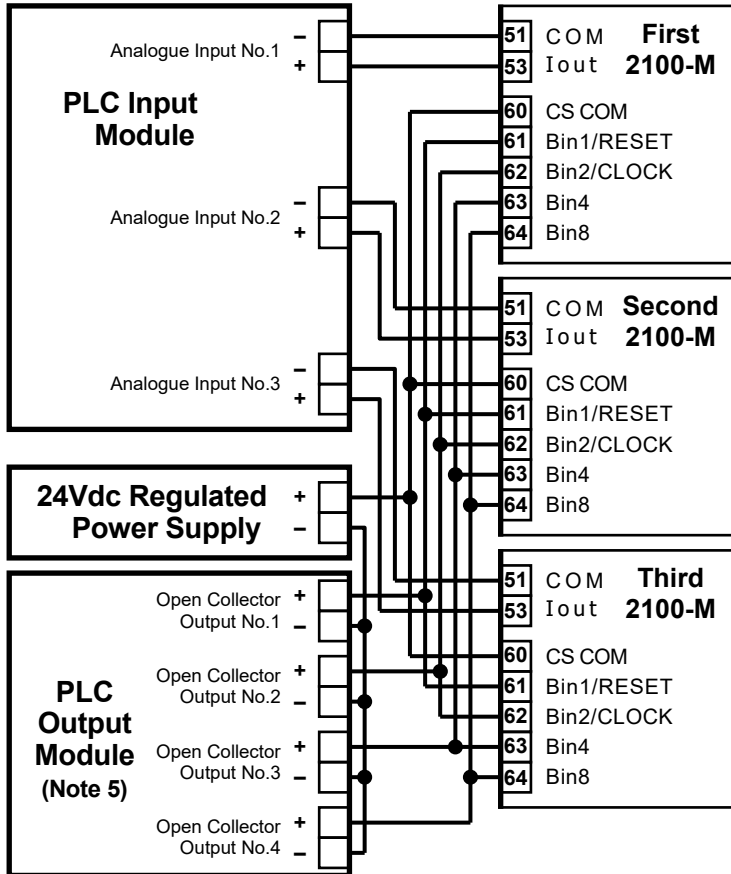 PLC Input
Module
Analogue Input No.1
–
+
Analogue Input No.2
–
+
Analogue Input No.3
–
+
24Vdc Regulated
Power Supply
+
–
PLC
Output
Module
(Note 5)
Open Collector
Output No.1
+
–
Open Collector
Output No.2
+
–
Open Collector
Output No.3
+
–
Open Collector
Output No.4
+
–
First
2100-M
51 COM
53 Iout
60 CS COM
61 Bin1/RESET
62 Bin2/CLOCK
63 Bin4
64 Bin8
Second
2100-M
51 COM
53 Iout
60 CS COM
61 Bin1/RESET
62 Bin2/CLOCK
63 Bin4
64 Bin8
Third
2100-M
51 COM
53 Iout
60 CS COM
61 Bin1/RESET
62 Bin2/CLOCK
63 Bin4
64 Bin8